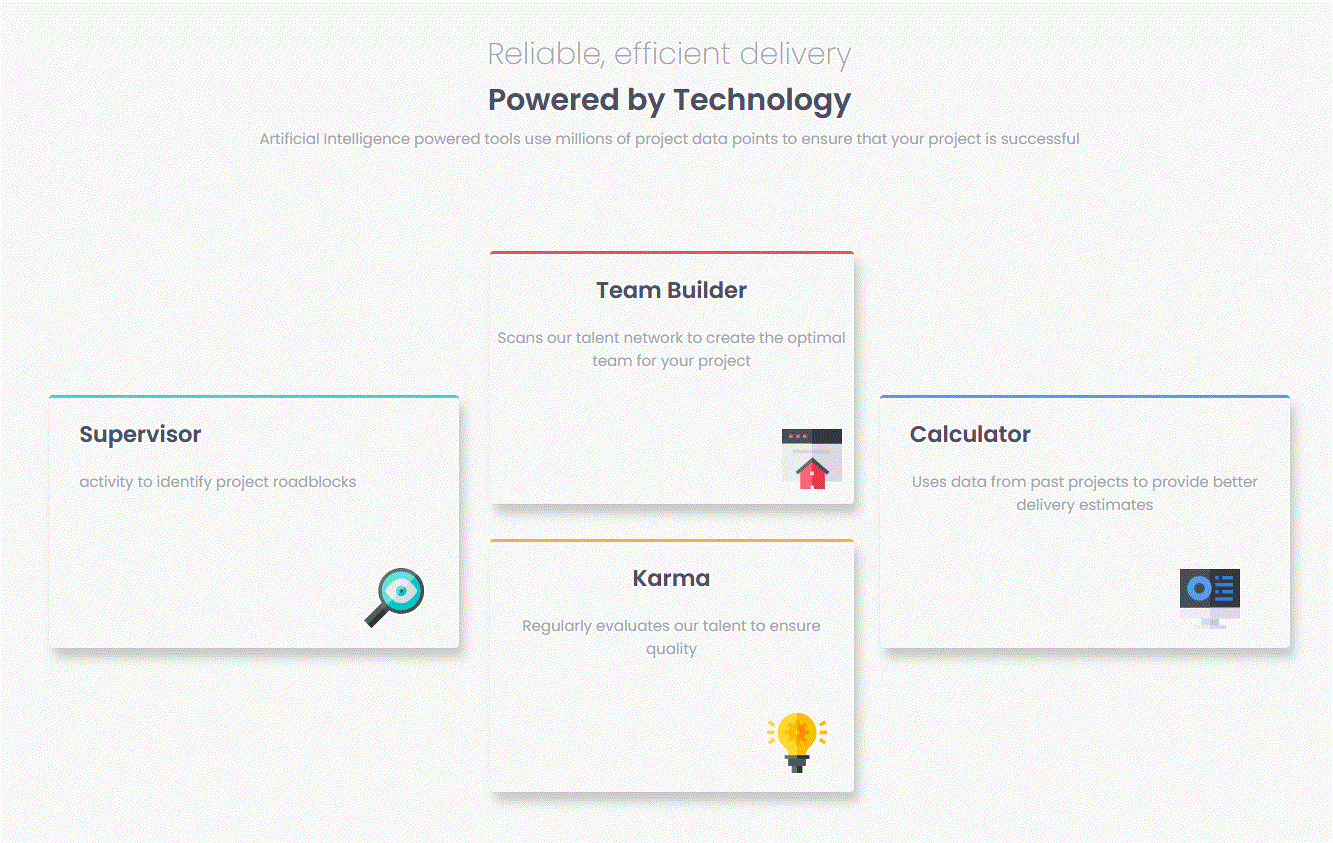 Reliable, efficient delivery
Powered by Technology
Artificial Intelligence powered tools use millions of project data points to ensure that your project is successful
Supervisor
activity to identify project roadblocks
Team Builder
Scans our talent network to create the optimal
team for your project
Karma
Regularly evaluates our talent to ensure
quality
Calculator
Uses data from past projects to provide better
delivery estimates